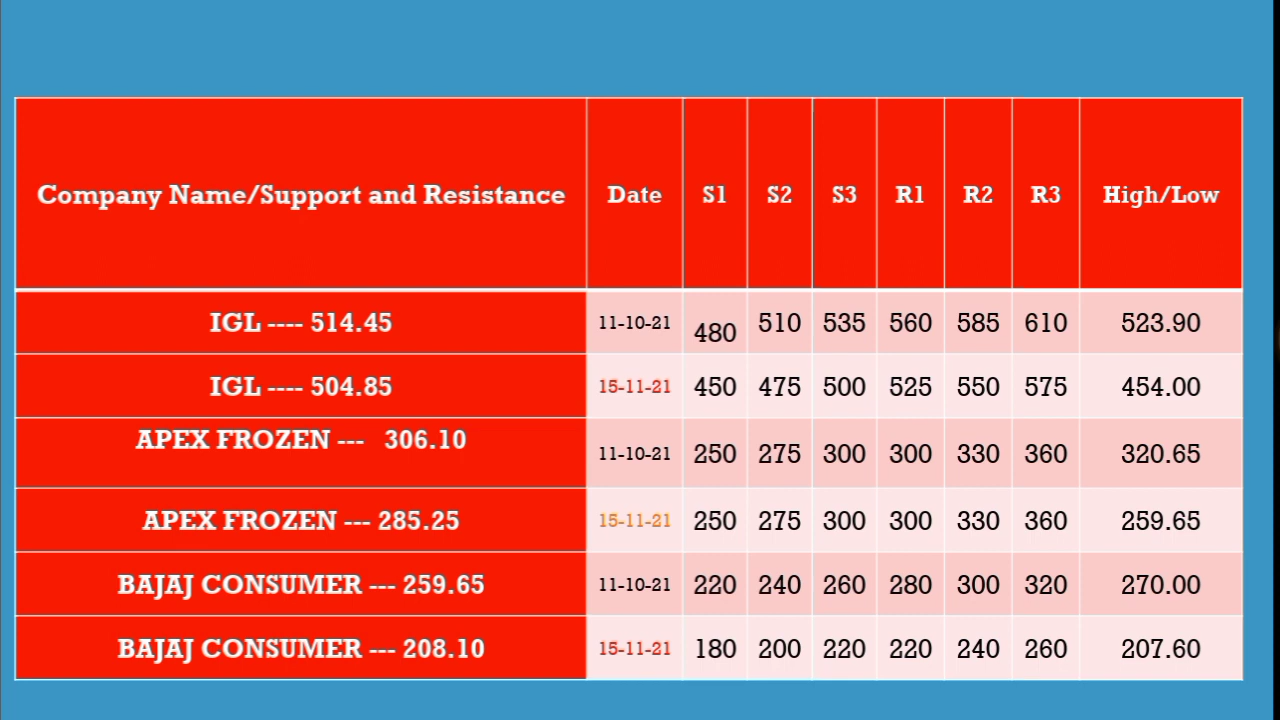 Company Name/Support and Resistance Date S1 S2 S3 R1 R2 R3 High/Low
IGL ---- 514.45 11-10-21 480 510 535 560 585 610 523.90
IGL ---- 504.85 15-11-21 450 475 500 525 550 575 454.00
APEX FROZEN --- 306.10 11-10-21 250 275 300 300 330 360 320.65
APEX FROZEN --- 285.25 15-11-21 250 275 300 300 330 360 259.65
BAJAJ CONSUMER --- 259.65 11-10-21 220 240 260 280 300 320 270.00
BAJAJ CONSUMER --- 208.10 15-11-21 180 200 220 220 240 260 207.60